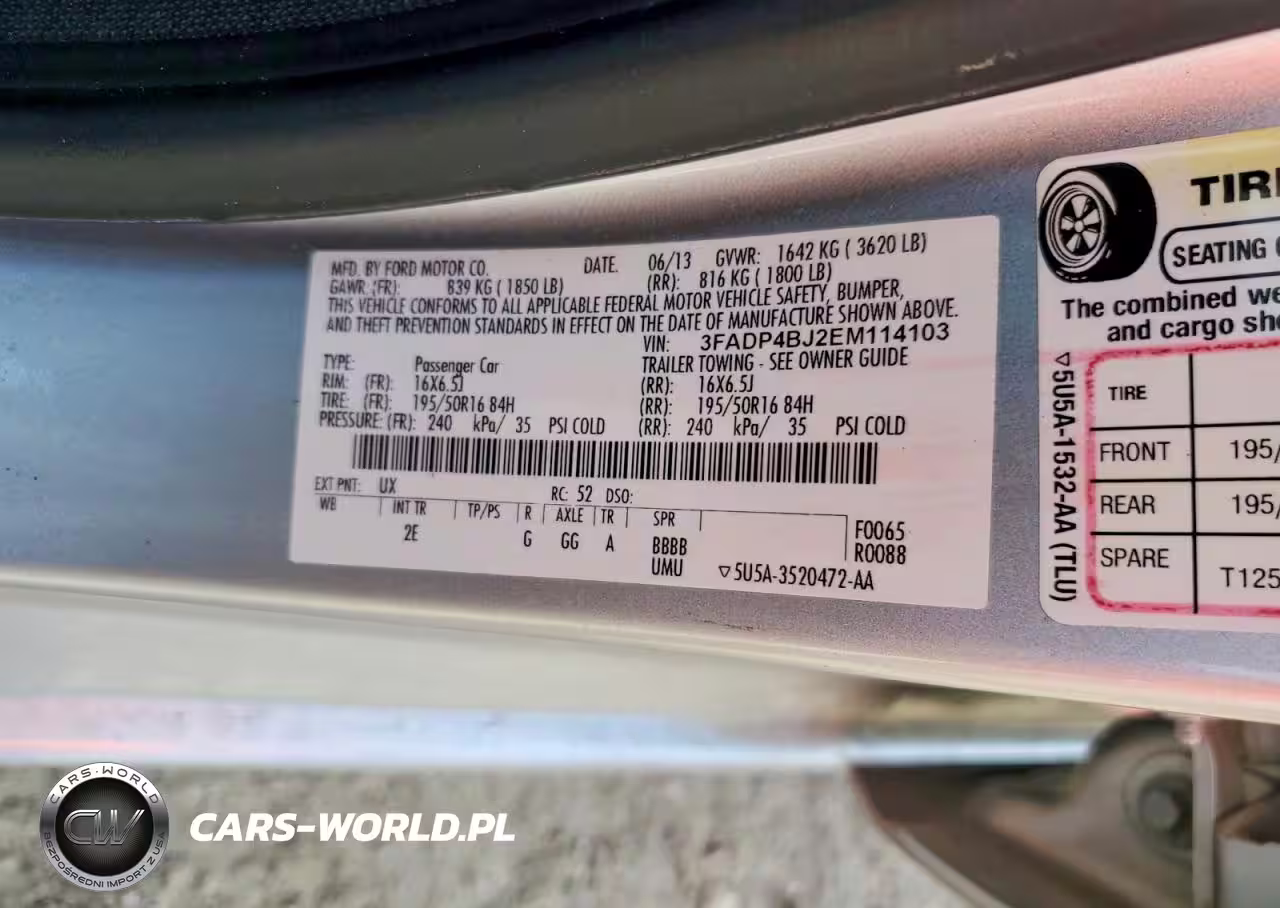 MFD. BY FORD MOTOR CO. DATE. 06/13 GVWR: 1642 KG ( 3620 LB)
GAWR (FR): 839 KG ( 1850 LB) (RR): 816 KG ( 1800 LB)
THIS VEHICLE CONFORMS TO ALL APPLICABLE FEDERAL MOTOR VEHICLE SAFETY, BUMPER,
AND THEFT PREVENTION STANDARDS IN EFFECT ON THE DATE OF MANUFACTURE SHOWN ABOVE.
VIN: 3FADP4BJ2EM114103
TYPE: Passenger Car TRAILER TOWING - SEE OWNER GUIDE
RIM: (FR): 16X6.5J (RR): 16X6.5J
TIRE: (FR): 195/50R16 84H (RR): 195/50R16 84H
PRESSURE: (FR): 240 kPa/ 35 PSI COLD (RR): 240 kPa/ 35 PSI COLD
EXT PNT: UX RC: 52 DSO:
WB INT TR TP/PS R AXLE TR SPR
2E G GG A BBBB F0065
R0088
UMU ▽5U5A-3520472-AA
TIR
SEATING
The combined we
and cargo sh
▽5U5A-1532-AA (TLU)
TIRE
FRONT 195/
REAR 195/
SPARE T125
CARS-WORLD
CW
BEZPOŚREDNI IMPORT Z USA
CARS-WORLD.PL